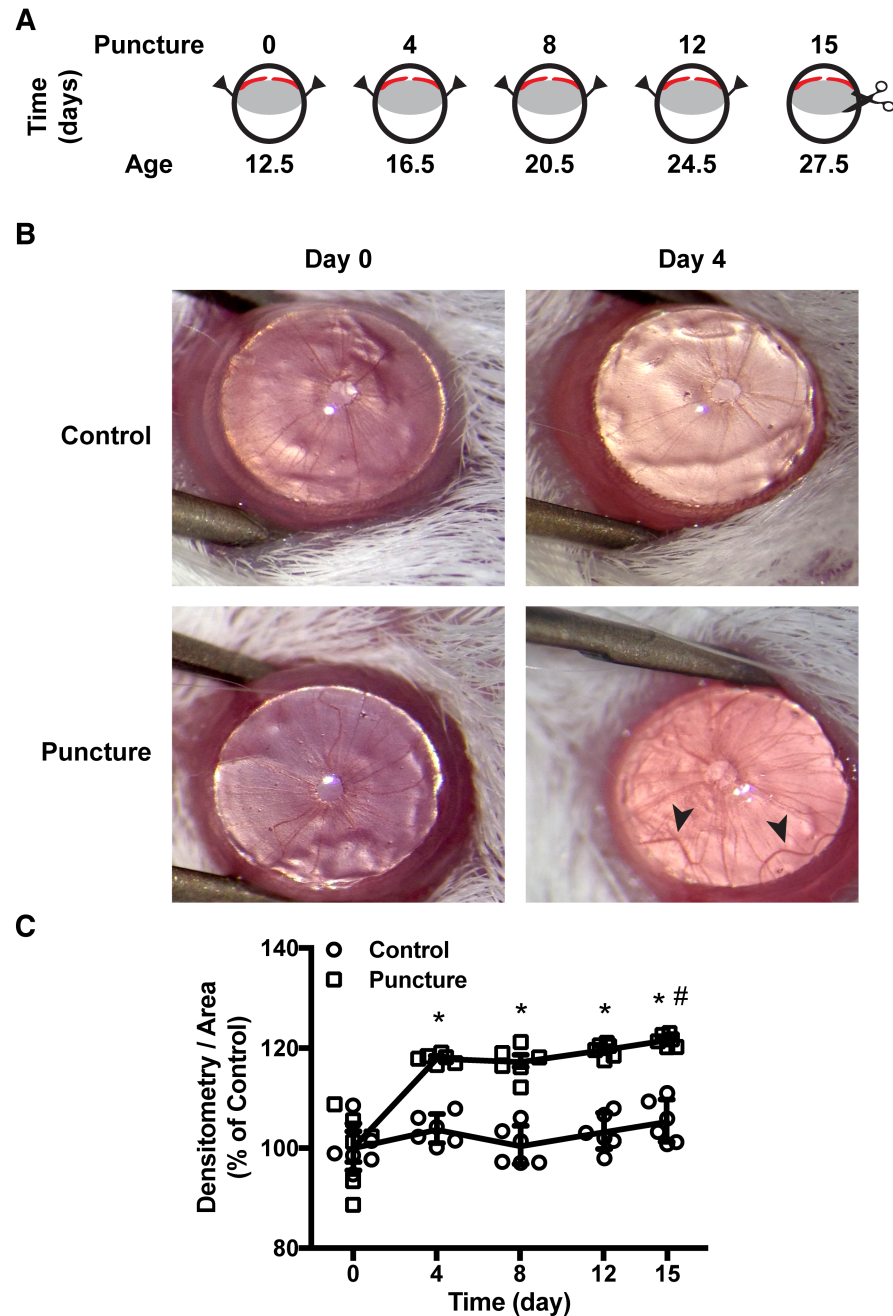 A
Puncture 0 4 8 12 15
Time
(days)
Age 12.5 16.5 20.5 24.5 27.5
B
Day 0 Day 4
Control
Puncture
C
Densitometry / Area
(% of Control)
140
120
100
80
Control
Puncture
* * * * #
0 4 8 12 15
Time (day)